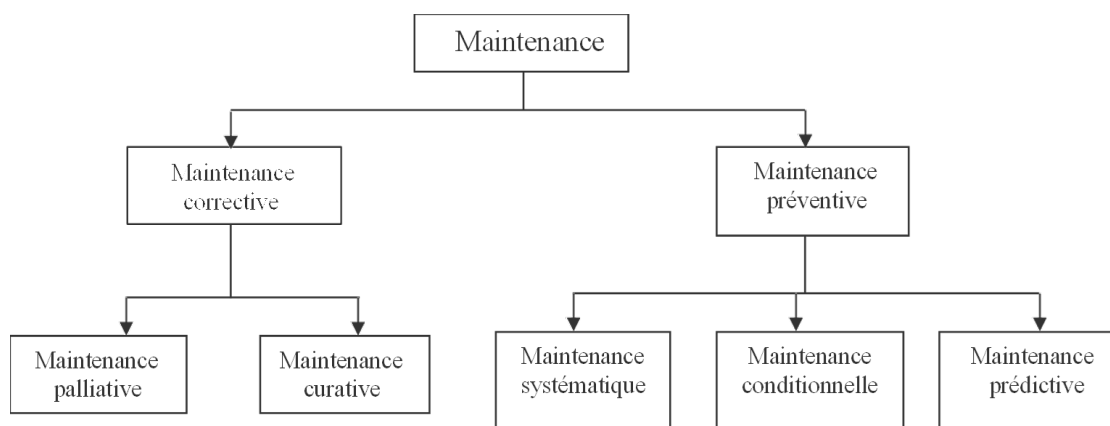 Maintenance
Maintenance
corrective
Maintenance
préventive
Maintenance
palliative
Maintenance
curative
Maintenance
systématique
Maintenance
conditionnelle
Maintenance
prédictive